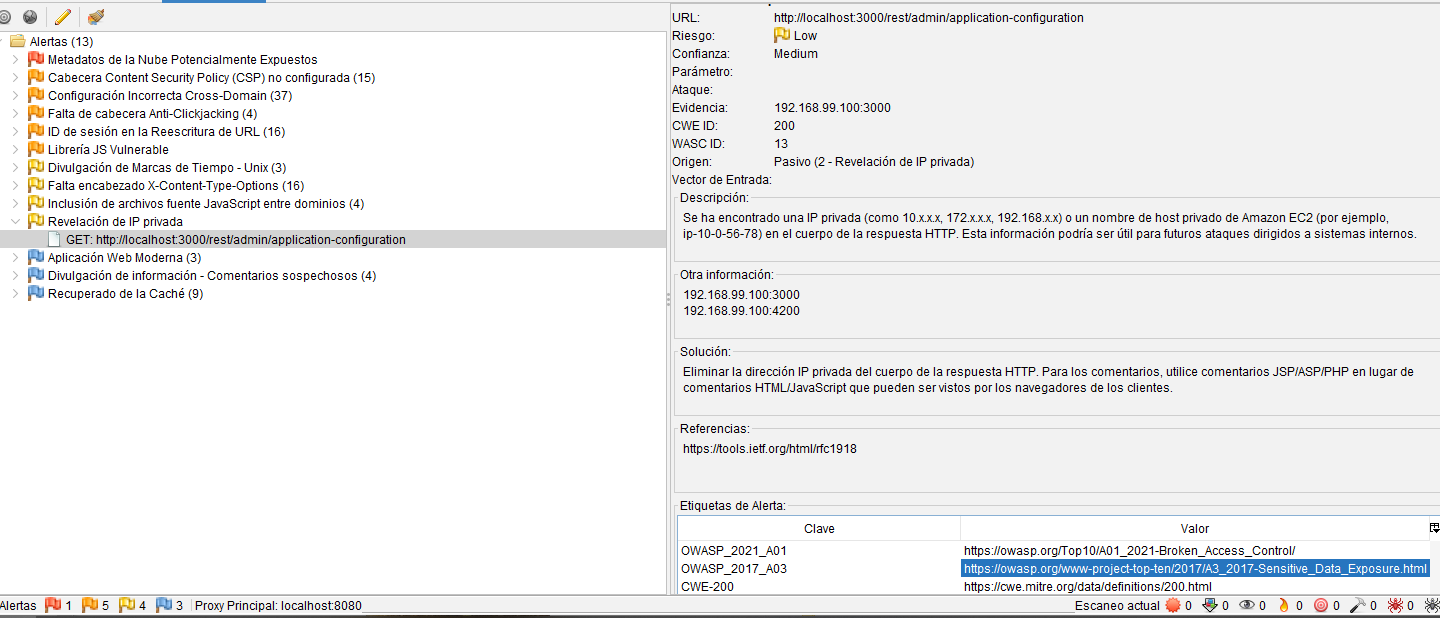 Alertas (13)
Metadatos de la Nube Potencialmente Expuestos
Cabecera Content Security Policy (CSP) no configurada (15)
Configuración Incorrecta Cross-Domain (37)
Falta de cabecera Anti-Clickjacking (4)
ID de sesión en la Reescritura de URL (16)
Librería JS Vulnerable
Divulgación de Marcas de Tiempo - Unix (3)
Falta encabezado X-Content-Type-Options (16)
Inclusión de archivos fuente JavaScript entre dominios (4)
Revelación de IP privada
GET: http://localhost:3000/rest/admin/application-configuration
Aplicación Web Moderna (3)
Divulgación de información - Comentarios sospechosos (4)
Recuperado de la Caché (9)
URL: http://localhost:3000/rest/admin/application-configuration
Riesgo: Low
Confianza: Medium
Parámetro:
Ataque:
Evidencia: 192.168.99.100:3000
CWE ID: 200
WASC ID: 13
Origen: Pasivo (2 - Revelación de IP privada)
Vector de Entrada:
Descripción:
Se ha encontrado una IP privada (como 10.x.x.x, 172.x.x.x, 192.168.x.x) o un nombre de host privado de Amazon EC2 (por ejemplo,
ip-10-0-56-78) en el cuerpo de la respuesta HTTP. Esta información podría ser útil para futuros ataques dirigidos a sistemas internos.
Otra información:
192.168.99.100:3000
192.168.99.100:4200
Solución:
Eliminar la dirección IP privada del cuerpo de la respuesta HTTP. Para los comentarios, utilice comentarios JSP/ASP/PHP en lugar de
comentarios HTML/JavaScript que pueden ser vistos por los navegadores de los clientes.
Referencias:
https://tools.ietf.org/html/rfc1918
Etiquetas de Alerta:
Clave Valor
OWASP_2021_A01 https://owasp.org/Top10/A01_2021-Broken_Access_Control/
OWASP_2017_A03 https://owasp.org/www-project-top-ten/2017/A3_2017-Sensitive_Data_Exposure.html
CWE-200 https://cwe.mitre.org/data/definitions/200.html
Alertas 1 5 4 3 Proxy Principal: localhost:8080 Escaneo actual 0 0 0 0 0 0 0